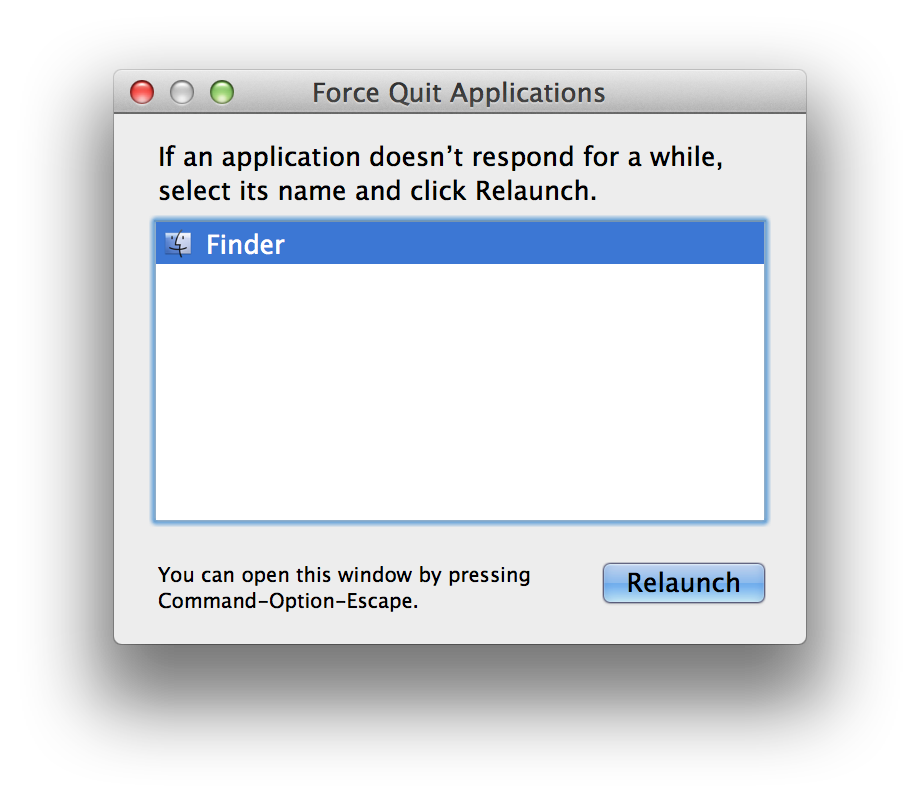 Force Quit Applications
If an application doesn’t respond for a while,
select its name and click Relaunch.
Finder
You can open this window by pressing
Command-Option-Escape.
Relaunch